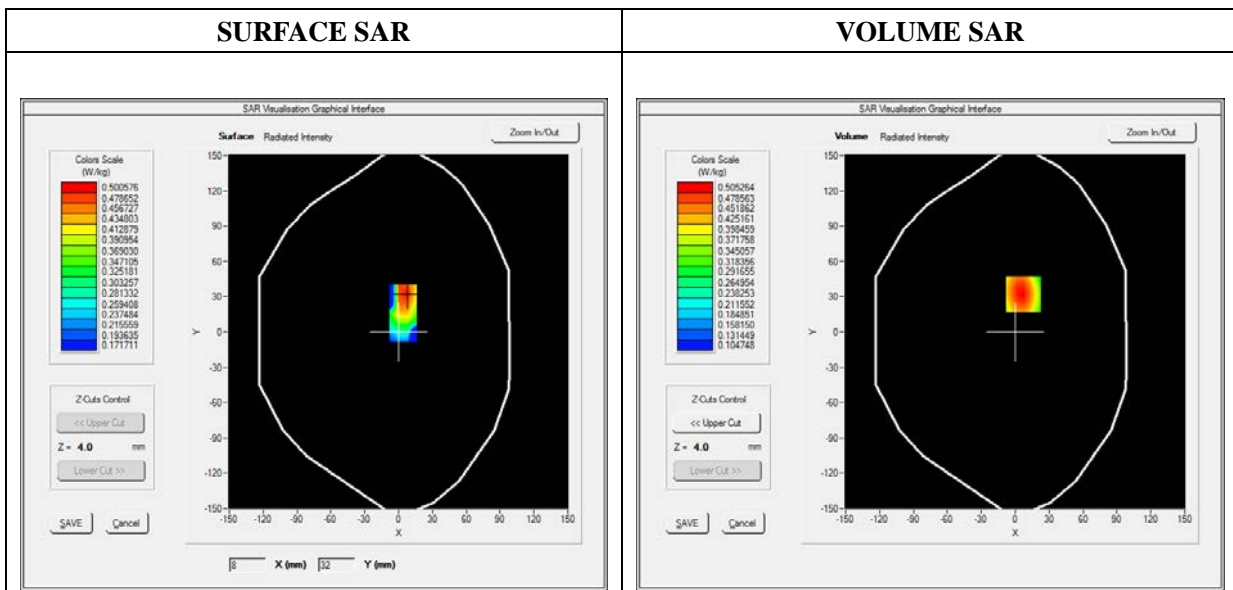 SURFACE SAR
VOLUME SAR
SAR Visualisation Graphical Interface
Surface Radiated Intensity
Zoom In/Out
Colors Scale
(W/kg)
0.500576
0.478652
0.456727
0.434803
0.412879
0.390954
0.369030
0.347105
0.325181
0.303257
0.281332
0.259408
0.237484
0.215559
0.193635
0.171711
Z-Cuts Control
<< Upper Cut
Z = 4.0 mm
Lower Cut >>
SAVE Cancel
150
120
90
60
30
0
-30
-60
-90
-120
-150
Y
-150 -120 -90 -60 -30 0 30 60 90 120 150
X
8 X (mm) 32 Y (mm)
SAR Visualisation Graphical Interface
Volume Radiated Intensity
Zoom In/Out
Colors Scale
(W/kg)
0.505264
0.478563
0.451862
0.425161
0.398459
0.371758
0.345057
0.318356
0.291655
0.264954
0.238253
0.211552
0.184851
0.158150
0.131449
0.104748
Z-Cuts Control
<< Upper Cut
Z = 4.0 mm
Lower Cut >>
SAVE Cancel
150
120
90
60
30
0
-30
-60
-90
-120
-150
Y
-150 -120 -90 -60 -30 0 30 60 90 120 150
X